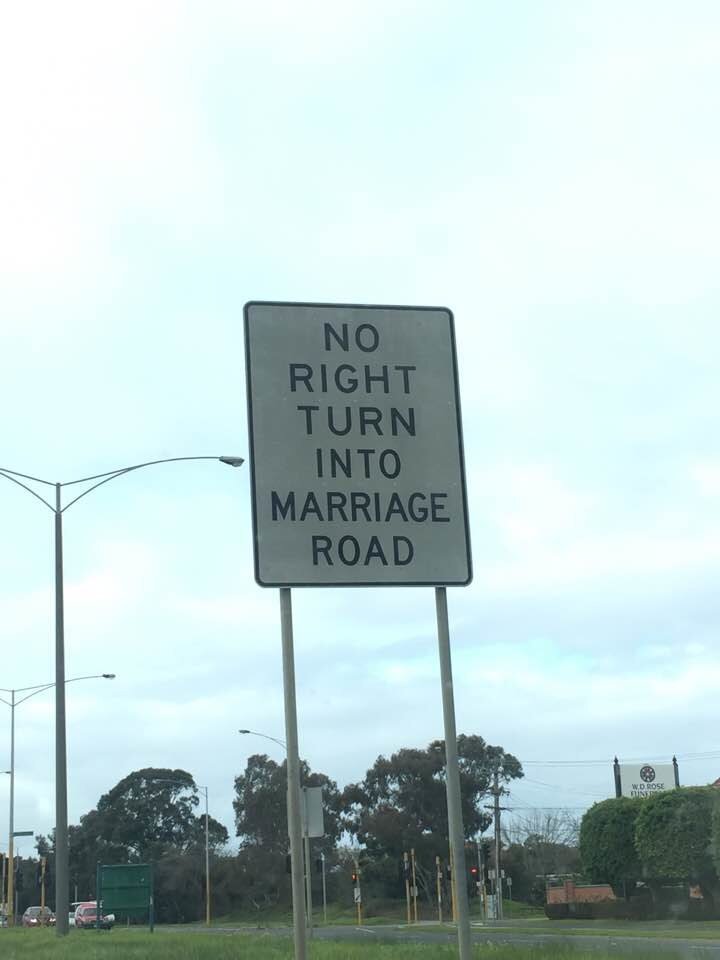 NO
RIGHT
TURN
INTO
MARRIAGE
ROAD
W.D.ROSE